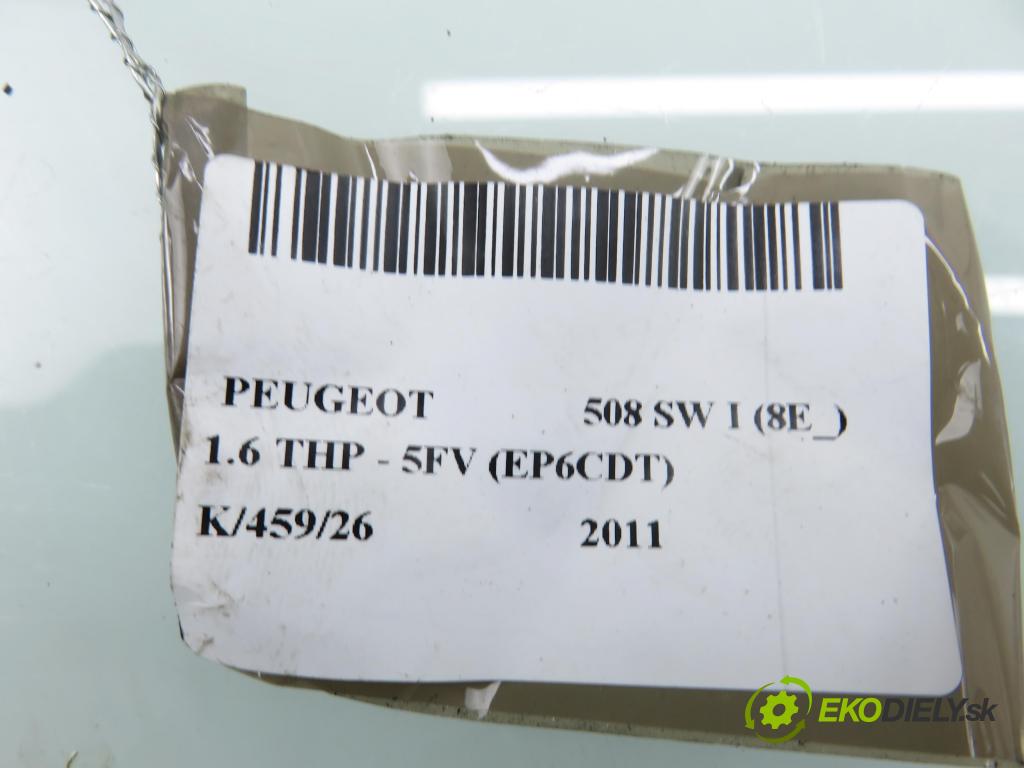 PEUGEOT 508 SW I (8E_)
1.6 THP - 5FV (EP6CDT)
K/459/26 2011
EKODIELY.sk